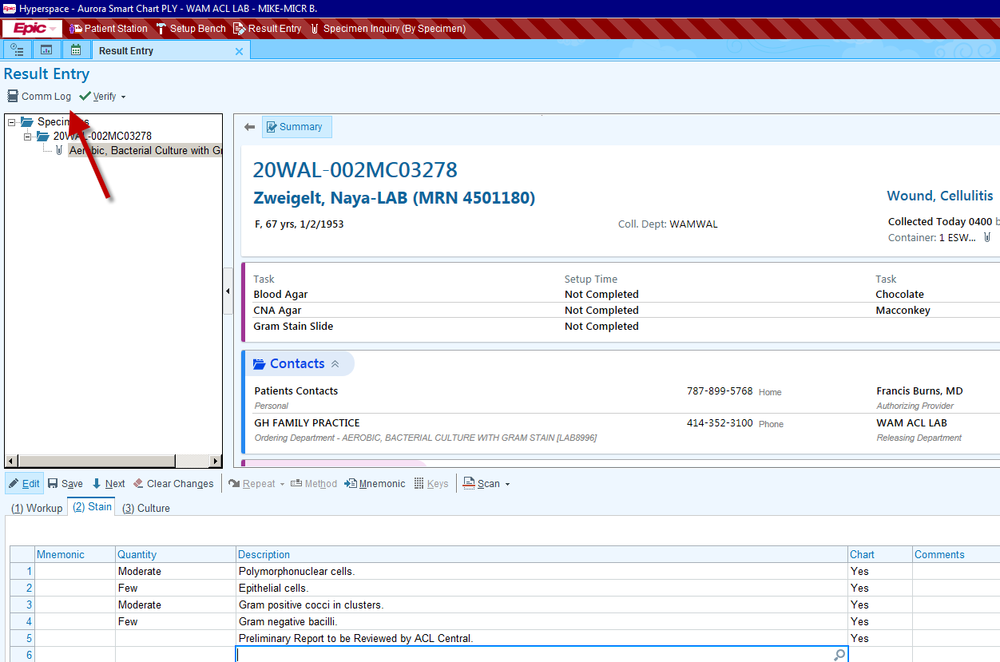 Epic Hyperspace - Aurora Smart Chart PLY - WAM ACL LAB - MIKE-MICR B.
Epic Patient Station Setup Bench Result Entry Specimen Inquiry (By Specimen)
Result Entry
Result Entry
Comm Log Verify
Specimens
20WAL-002MC03278
Aerobic, Bacterial Culture with Gr
Summary
20WAL-002MC03278
Zweigelt, Naya-LAB (MRN 4501180)
Wound, Cellulitis
F, 67 yrs, 1/2/1953 Coll. Dept: WAMWAL Collected Today 0400 b
Container: 1 ESW...
Task Setup Time Task
Blood Agar Not Completed Chocolate
CNA Agar Not Completed Macconkey
Gram Stain Slide Not Completed
Contacts
Patients Contacts 787-899-5768 Home Francis Burns, MD
Personal Authorizing Provider
GH FAMILY PRACTICE 414-352-3100 Phone WAM ACL LAB
Ordering Department - AEROBIC, BACTERIAL CULTURE WITH GRAM STAIN [LAB8996] Releasing Department
Edit Save Next Clear Changes Repeat Method Mnemonic Keys Scan
(1) Workup (2) Stain (3) Culture
Mnemonic Quantity Description Chart Comments
1 Moderate Polymorphonuclear cells. Yes
2 Few Epithelial cells. Yes
3 Moderate Gram positive cocci in clusters. Yes
4 Few Gram negative bacilli. Yes
5 Preliminary Report to be Reviewed by ACL Central. Yes
6